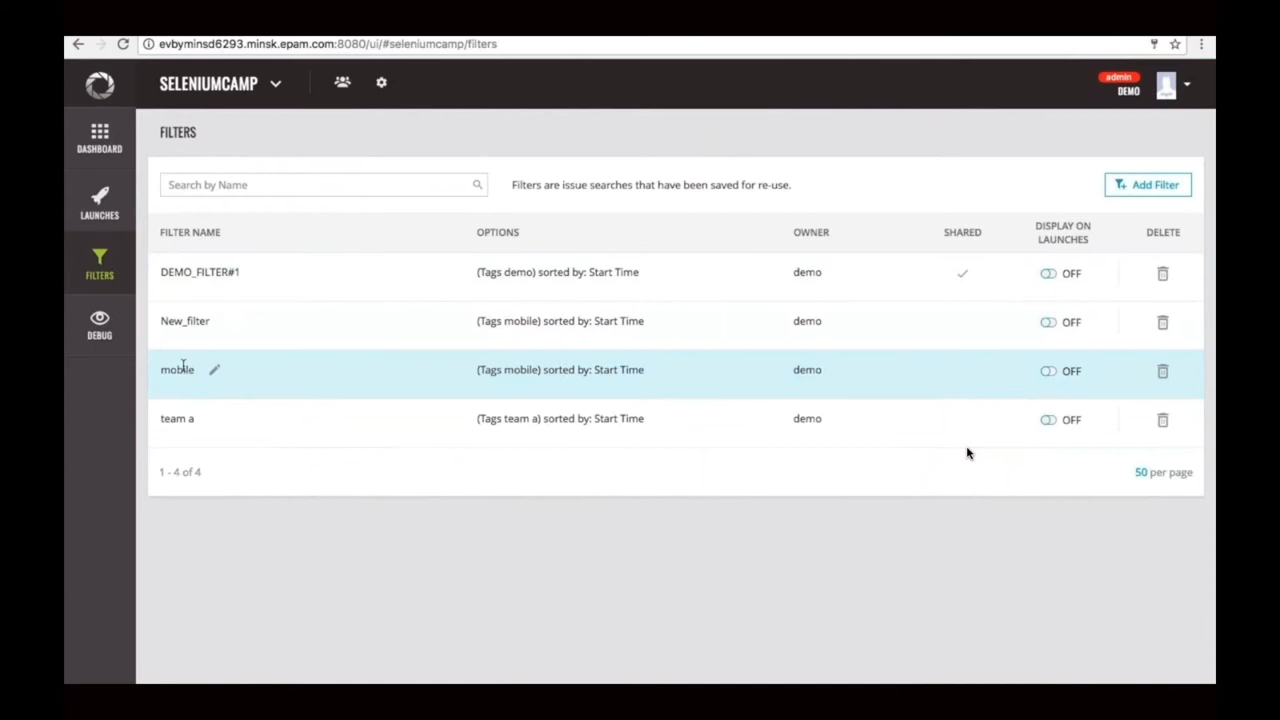 evbyminsd6293.minsk.epam.com:8080/ui/#seleniumcamp/filters
SELENIUMCAMP
admin
DEMO
DASHBOARD
LAUNCHES
FILTERS
DEBUG
FILTERS
Search by Name
Filters are issue searches that have been saved for re-use.
Add Filter
FILTER NAME OPTIONS OWNER SHARED DISPLAY ON LAUNCHES DELETE
DEMO_FILTER#1 (Tags demo) sorted by: Start Time demo OFF
New_filter (Tags mobile) sorted by: Start Time demo OFF
mobile (Tags mobile) sorted by: Start Time demo OFF
team a (Tags team a) sorted by: Start Time demo OFF
1 - 4 of 4 50 per page